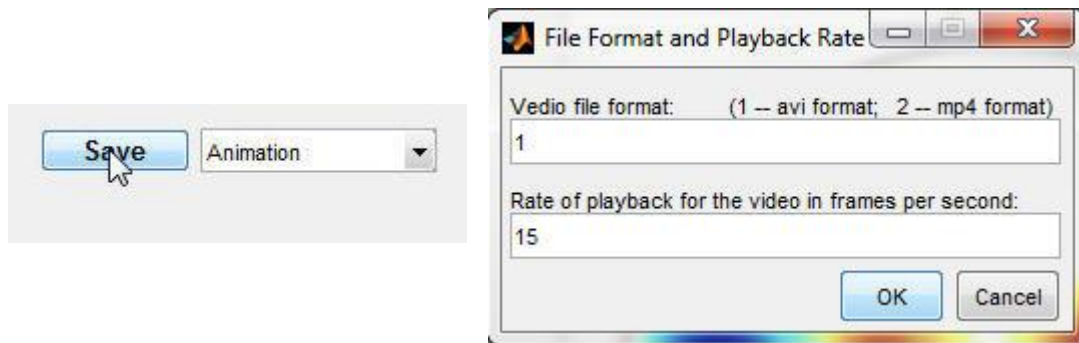 Save
Animation
File Format and Playback Rate
Vedio file format: (1 -- avi format; 2 -- mp4 format)
1
Rate of playback for the video in frames per second:
15
OK
Cancel